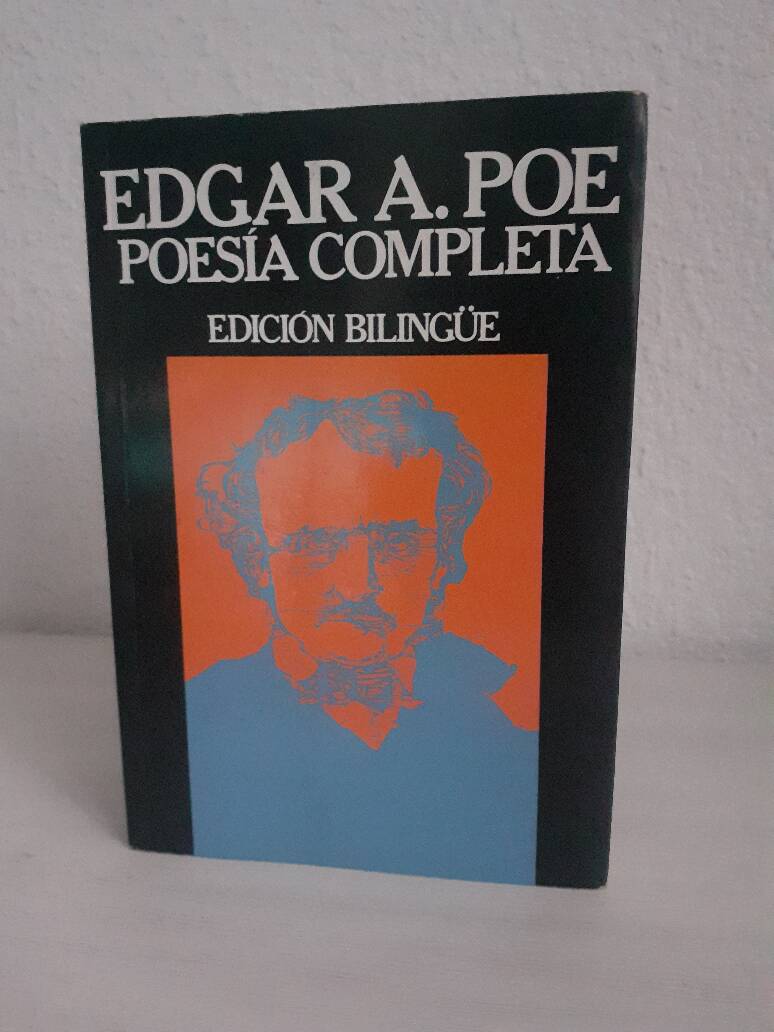 EDGAR A. POE
POESÍA COMPLETA
EDICIÓN BILINGÜE